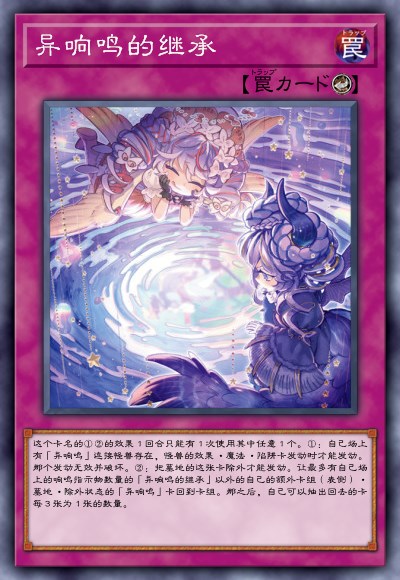 异响鸣的继承
トラップ
罠
トラップ
【罠カード】
这个卡名的①②的效果1回合只能有1次使用其中任意1个。①:自己场上
有「异响鸣」连接怪兽存在,怪兽的效果·魔法·陷阱卡发动时才能发动。
那个发动无效并破坏。②:把墓地的这张卡除外才能发动。让最多有自己场
上的响鸣指示物数量的「异响鸣的继承」以外的自己的额外卡组(表侧)·
墓地·除外状态的「异响鸣」卡回到卡组。那之后,自己可以抽出回去的卡
每3张为1张的数量。